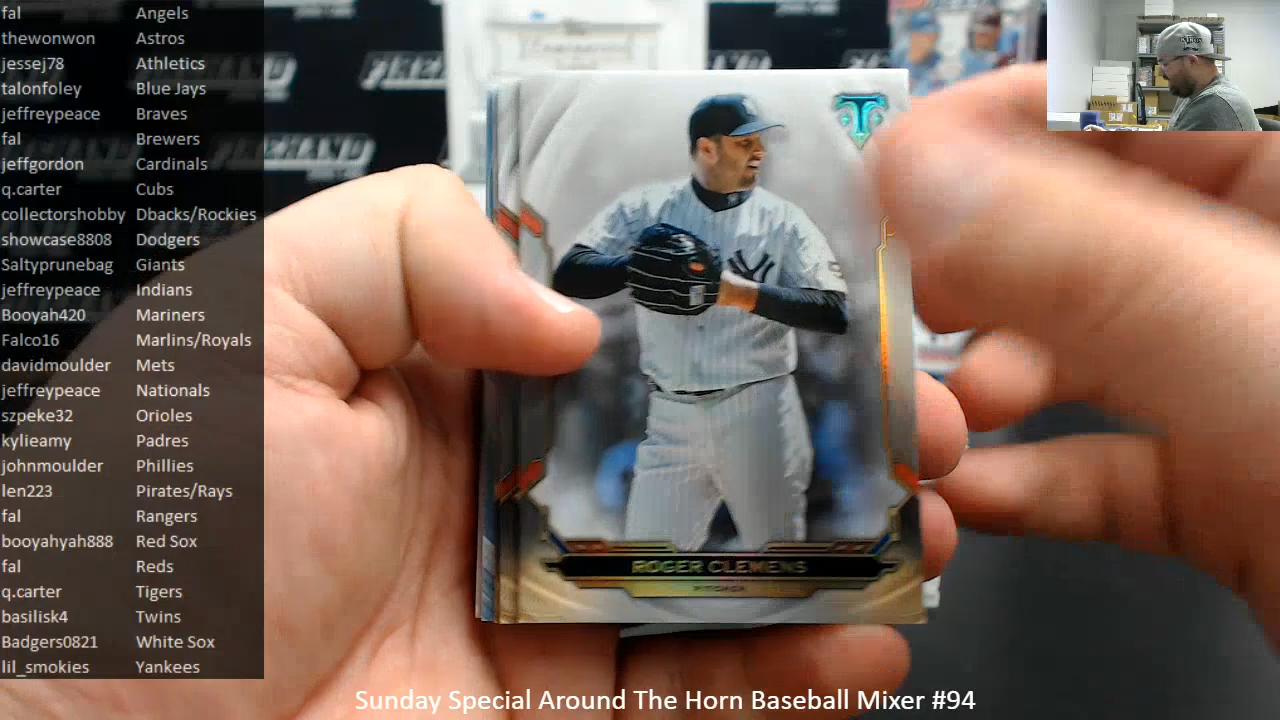 fal Angels
thewonwon Astros
jessej78 Athletics
talonfoley Blue Jays
jeffreypeace Braves
fal Brewers
jeffgordon Cardinals
q.carter Cubs
collectorshobby Dbacks/Rockies
showcase8808 Dodgers
Saltyprunebag Giants
jeffreypeace Indians
Booyah420 Mariners
Falco16 Marlins/Royals
davidmoulder Mets
jeffreypeace Nationals
szpeke32 Orioles
kylieamy Padres
johnmoulder Phillies
len223 Pirates/Rays
fal Rangers
booyahyah888 Red Sox
fal Reds
q.carter Tigers
basilisk4 Twins
Badgers0821 White Sox
lil_smokies Yankees
ROGER CLEMENS
PITCHER
Sunday Special Around The Horn Baseball Mixer #94